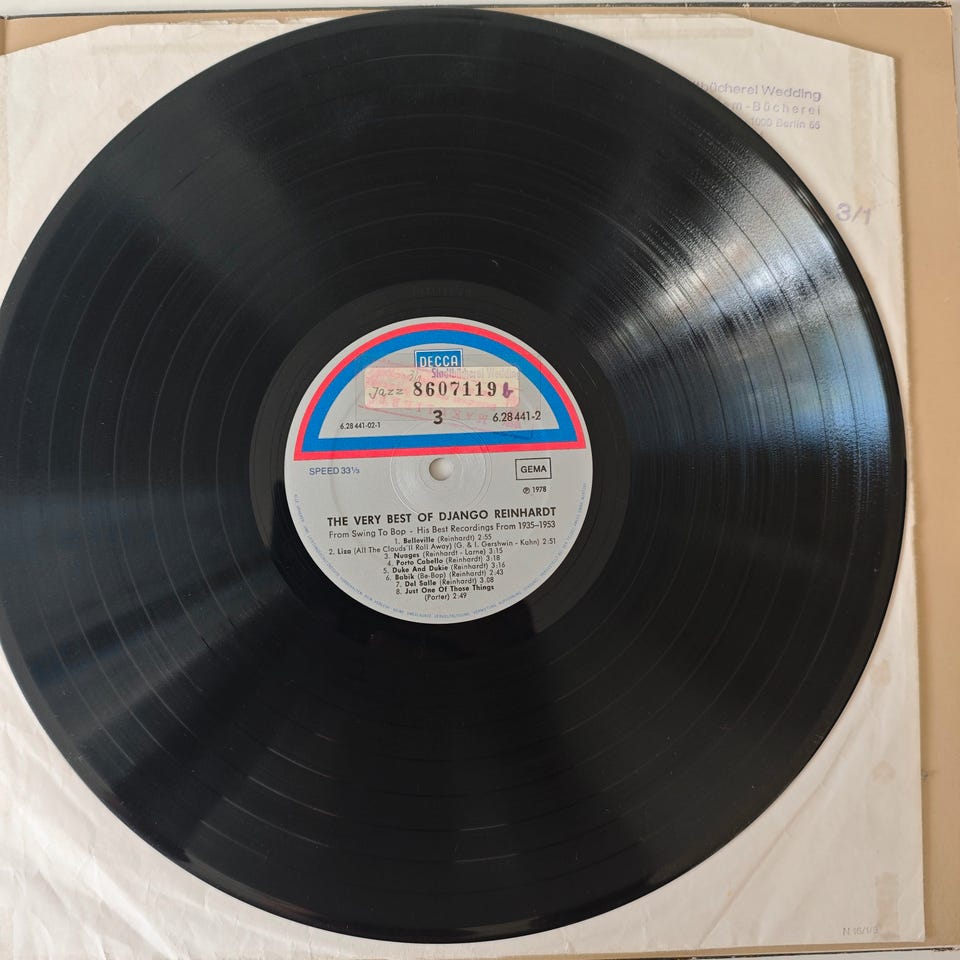 bücherei Wedding
m-Bücherei
1000 Berlin 65
3/1
DECCA
Stadtbücherei Wedding
Jazz 86071191
3
6.28 441-02-1
6.28 441-2
SPEED 33⅓
GEMA
℗ 1978
THE VERY BEST OF DJANGO REINHARDT
From Swing To Bop - His Best Recordings From 1935–1953
1. Belleville (Reinhardt) 2:55
2. Liza (All The Clouds'll Roll Away) (G. & I. Gershwin - Kahn) 2:51
3. Nuages (Reinhardt - Larne) 3:15
4. Porto Cabello (Reinhardt) 3:18
5. Duke And Dukie (Reinhardt) 3:16
6. Babik (Be-Bop) (Reinhardt) 2:43
7. Del Salle (Reinhardt) 3.08
8. Just One Of Those Things
(Porter) 2:49